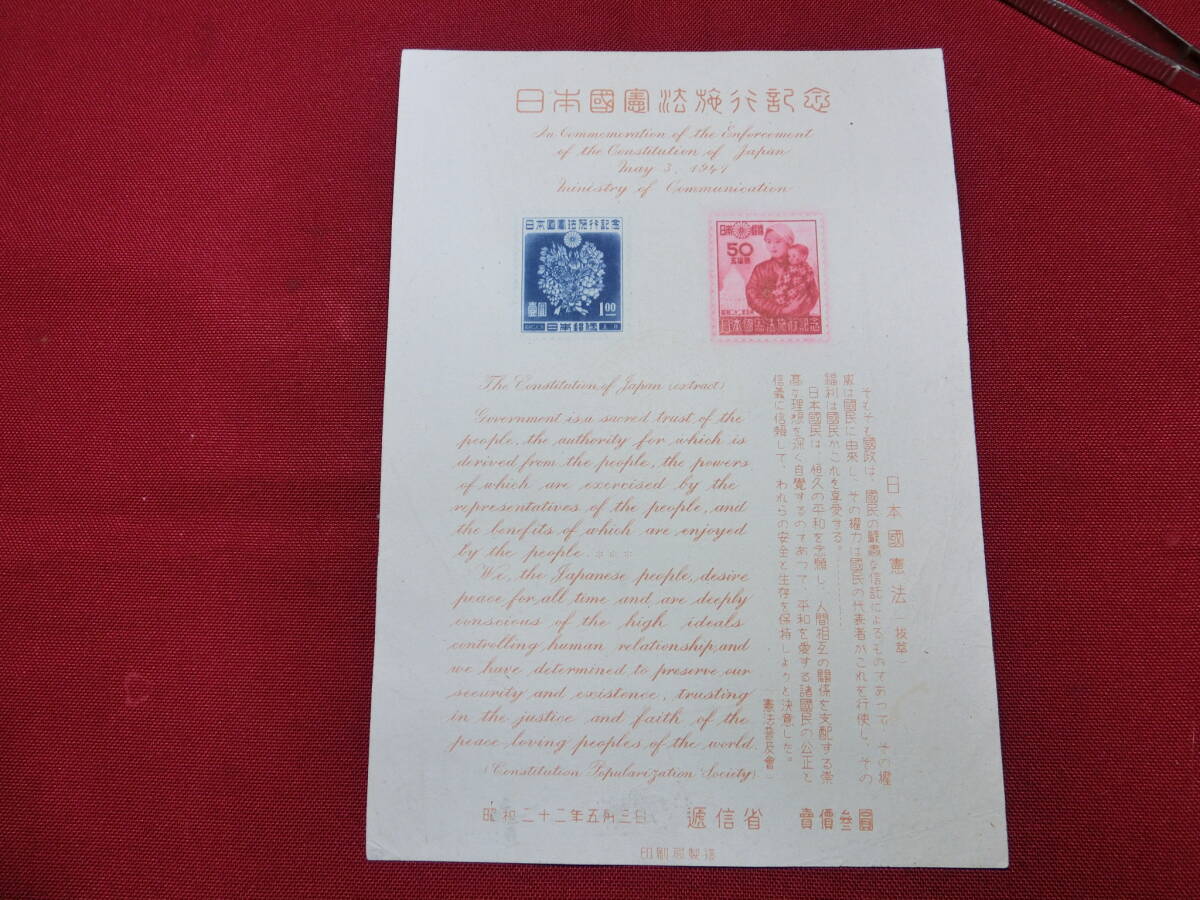 日本國憲法施行記念
In Commemoration of the Enforcement
of the Constitution of Japan
May 3, 1947
Ministry of Communication
日本國憲法施行記念
壹圓
1.00
日本郵便
日本郵便
50
五拾銭
日本國憲法施行記念
The Constitution of Japan (extract)
Government is a sacred trust of the
people, the authority for which is
derived from the people, the powers
of which are exercised by the
representatives of the people, and
the benefits of which are enjoyed
by the people.
We, the Japanese people, desire
peace for all time and are deeply
conscious of the high ideals
controlling human relationship, and
we have determined to preserve our
security and existence, trusting
in the justice and faith of the
peace-loving peoples of the world.
(Constitution Popularization Society)
日本國憲法(抜萃)
そもそも國政は、國民の嚴肅な信託によるものであつて、その權
威は國民に由來し、その權力は國民の代表者がこれを行使し、その
福利は國民がこれを享受する。
日本國民は、恒久の平和を念願し、人間相互の關係を支配する崇
高な理想を深く自覺するのであつて、平和を愛する諸國民の公正と
信義に信頼して、われらの安全と生存を保持しようと決意した。
(憲法普及會)
昭和二十二年五月三日
遞信省
賣價參圓
印刷局製造